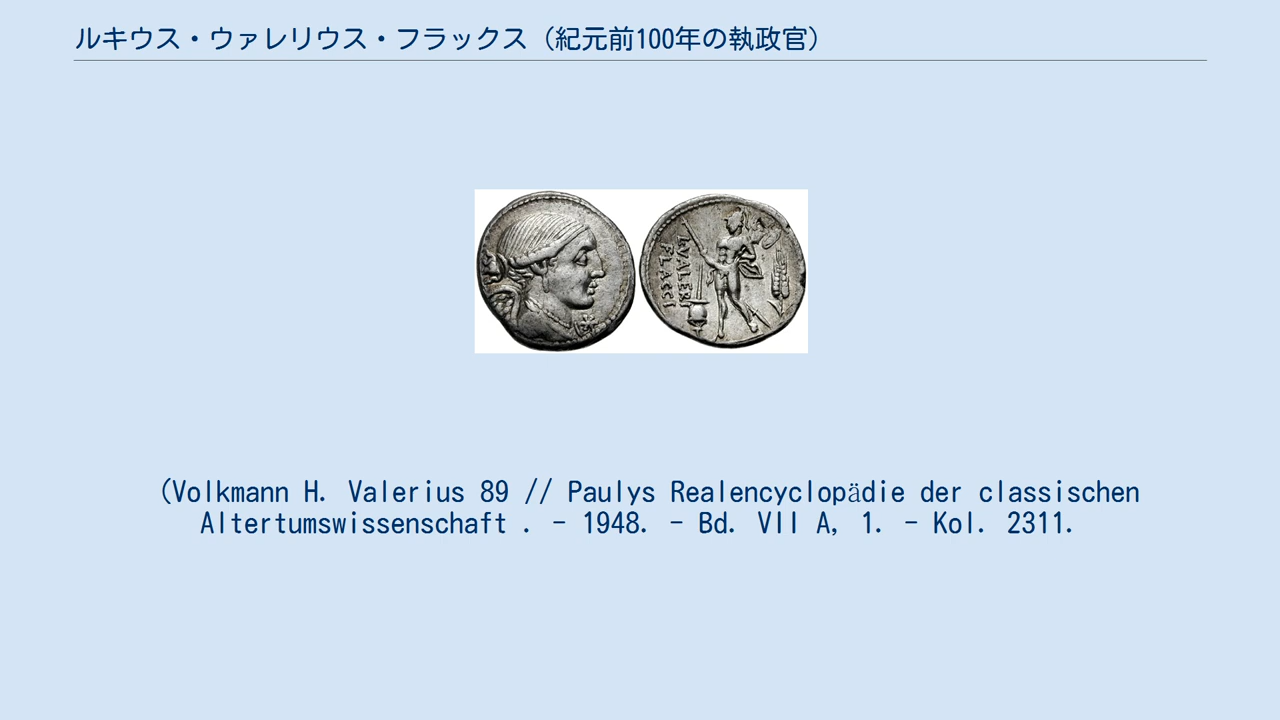 ルキウス・ウァレリウス・フラックス（紀元前100年の執政官）
L·VALERI
FLACCI
(Volkmann H. Valerius 89 // Paulys Realencyclopädie der classischen
Altertumswissenschaft . - 1948. - Bd. VII A, 1. - Kol. 2311.